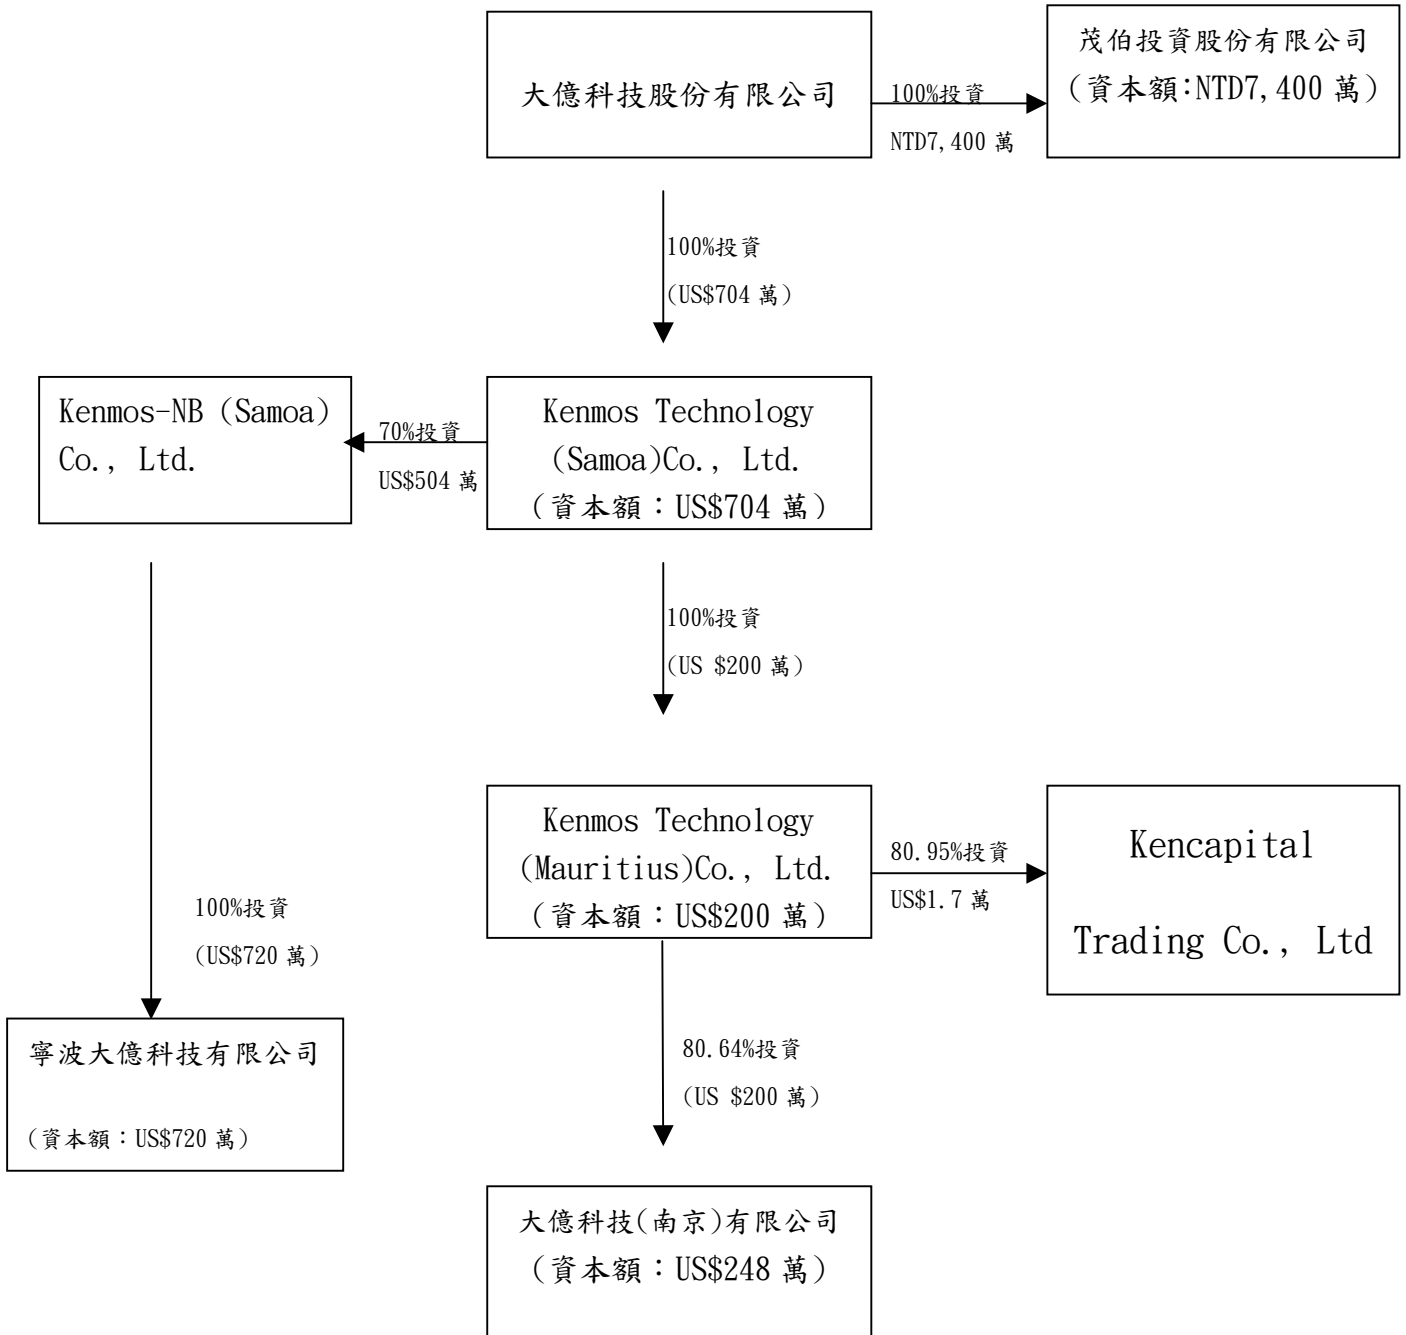 大億科技股份有限公司
100%投資
NTD7,400 萬
茂伯投資股份有限公司
(資本額:NTD7,400 萬)
100%投資
(US$704 萬)
Kenmos-NB (Samoa)
Co., Ltd.
70%投資
US$504 萬
Kenmos Technology
(Samoa)Co., Ltd.
(資本額：US$704 萬)
100%投資
(US $200 萬)
Kenmos Technology
(Mauritius)Co., Ltd.
(資本額：US$200 萬)
80.95%投資
US$1.7 萬
Kencapital
Trading Co., Ltd
100%投資
(US$720 萬)
寧波大億科技有限公司
(資本額：US$720 萬)
80.64%投資
(US $200 萬)
大億科技(南京)有限公司
(資本額：US$248 萬)